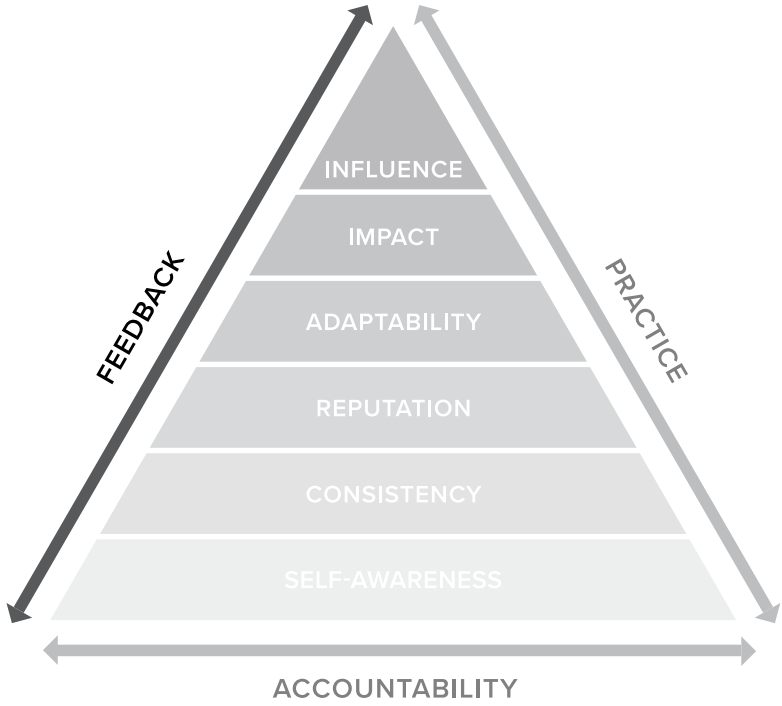 INFLUENCE
IMPACT
FEEDBACK
PRACTICE
ADAPTABILITY
REPUTATION
CONSISTENCY
SELF-AWARENESS
ACCOUNTABILITY